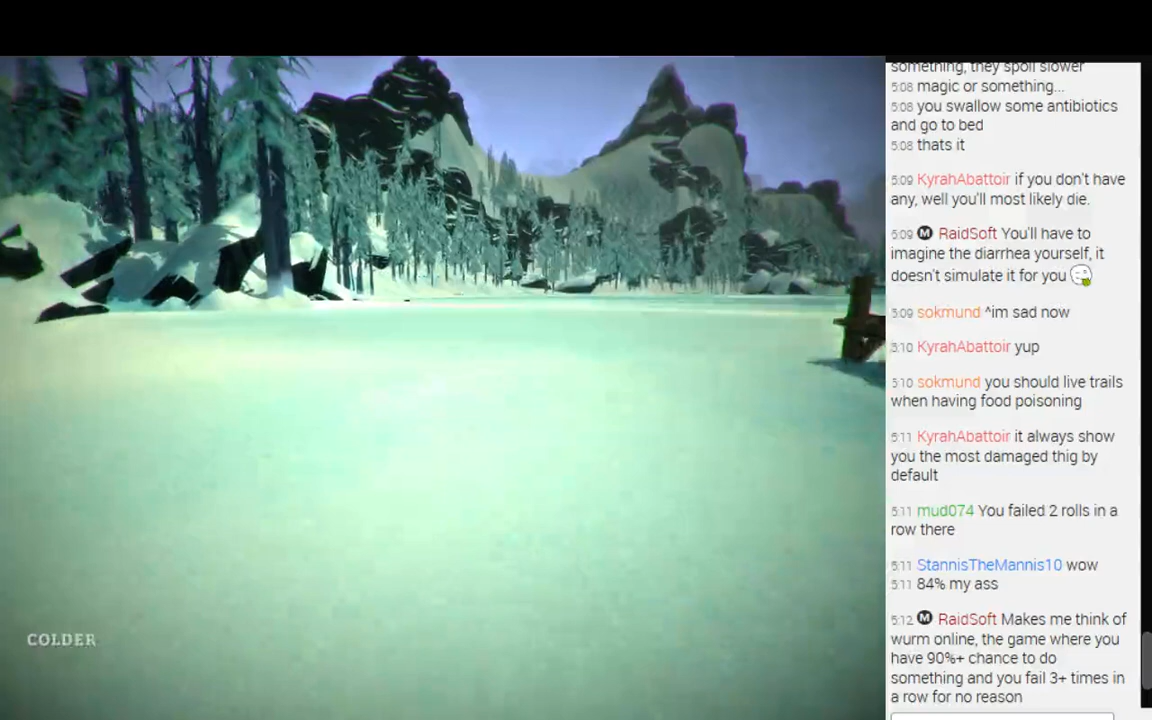 COLDER
something, they spoil slower
5:08 magic or something...
5:08 you swallow some antibiotics
and go to bed
5:08 thats it
5:09 KyrahAbattoir if you don't have
any, well you'll most likely die.
5:09 M RaidSoft You'll have to
imagine the diarrhea yourself, it
doesn't simulate it for you
5:09 sokmund ^im sad now
5:10 KyrahAbattoir yup
5:10 sokmund you should live trails
when having food poisoning
5:11 KyrahAbattoir it always show
you the most damaged thig by
default
5:11 mud074 You failed 2 rolls in a
row there
5:11 StannisTheMannis10 wow
5:11 84% my ass
5:12 M RaidSoft Makes me think of
wurm online, the game where you
have 90%+ chance to do
something and you fail 3+ times in
a row for no reason